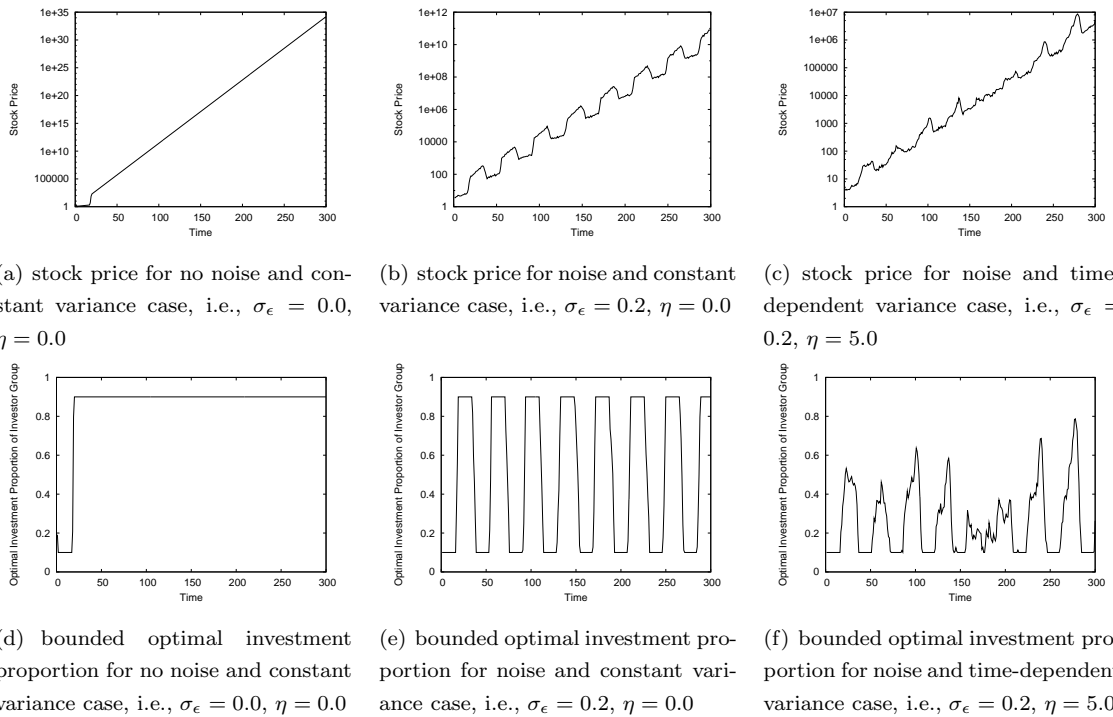 1e+35
1e+30
1e+25
1e+20
1e+15
1e+10
100000
1
Stock Price
0 50 100 150 200 250 300
Time
1e+12
1e+10
1e+08
1e+06
10000
100
1
Stock Price
0 50 100 150 200 250 300
Time
1e+07
1e+06
100000
10000
1000
100
10
1
Stock Price
0 50 100 150 200 250 300
Time
(a) stock price for no noise and con-
stant variance case, i.e., σϵ = 0.0,
η = 0.0
(b) stock price for noise and constant
variance case, i.e., σϵ = 0.2, η = 0.0
(c) stock price for noise and time-
dependent variance case, i.e., σϵ =
0.2, η = 5.0
1
0.8
0.6
0.4
0.2
0
Optimal Investment Proportion of Investor Group
0 50 100 150 200 250 300
Time
1
0.8
0.6
0.4
0.2
0
Optimal Investment Proportion of Investor Group
0 50 100 150 200 250 300
Time
1
0.8
0.6
0.4
0.2
0
Optimal Investment Proportion of Investor Group
0 50 100 150 200 250 300
Time
(d) bounded optimal investment
proportion for no noise and constant
variance case, i.e., σϵ = 0.0, η = 0.0
(e) bounded optimal investment pro-
portion for noise and constant vari-
ance case, i.e., σϵ = 0.2, η = 0.0
(f) bounded optimal investment pro-
portion for noise and time-dependent
variance case, i.e., σϵ = 0.2, η = 5.0